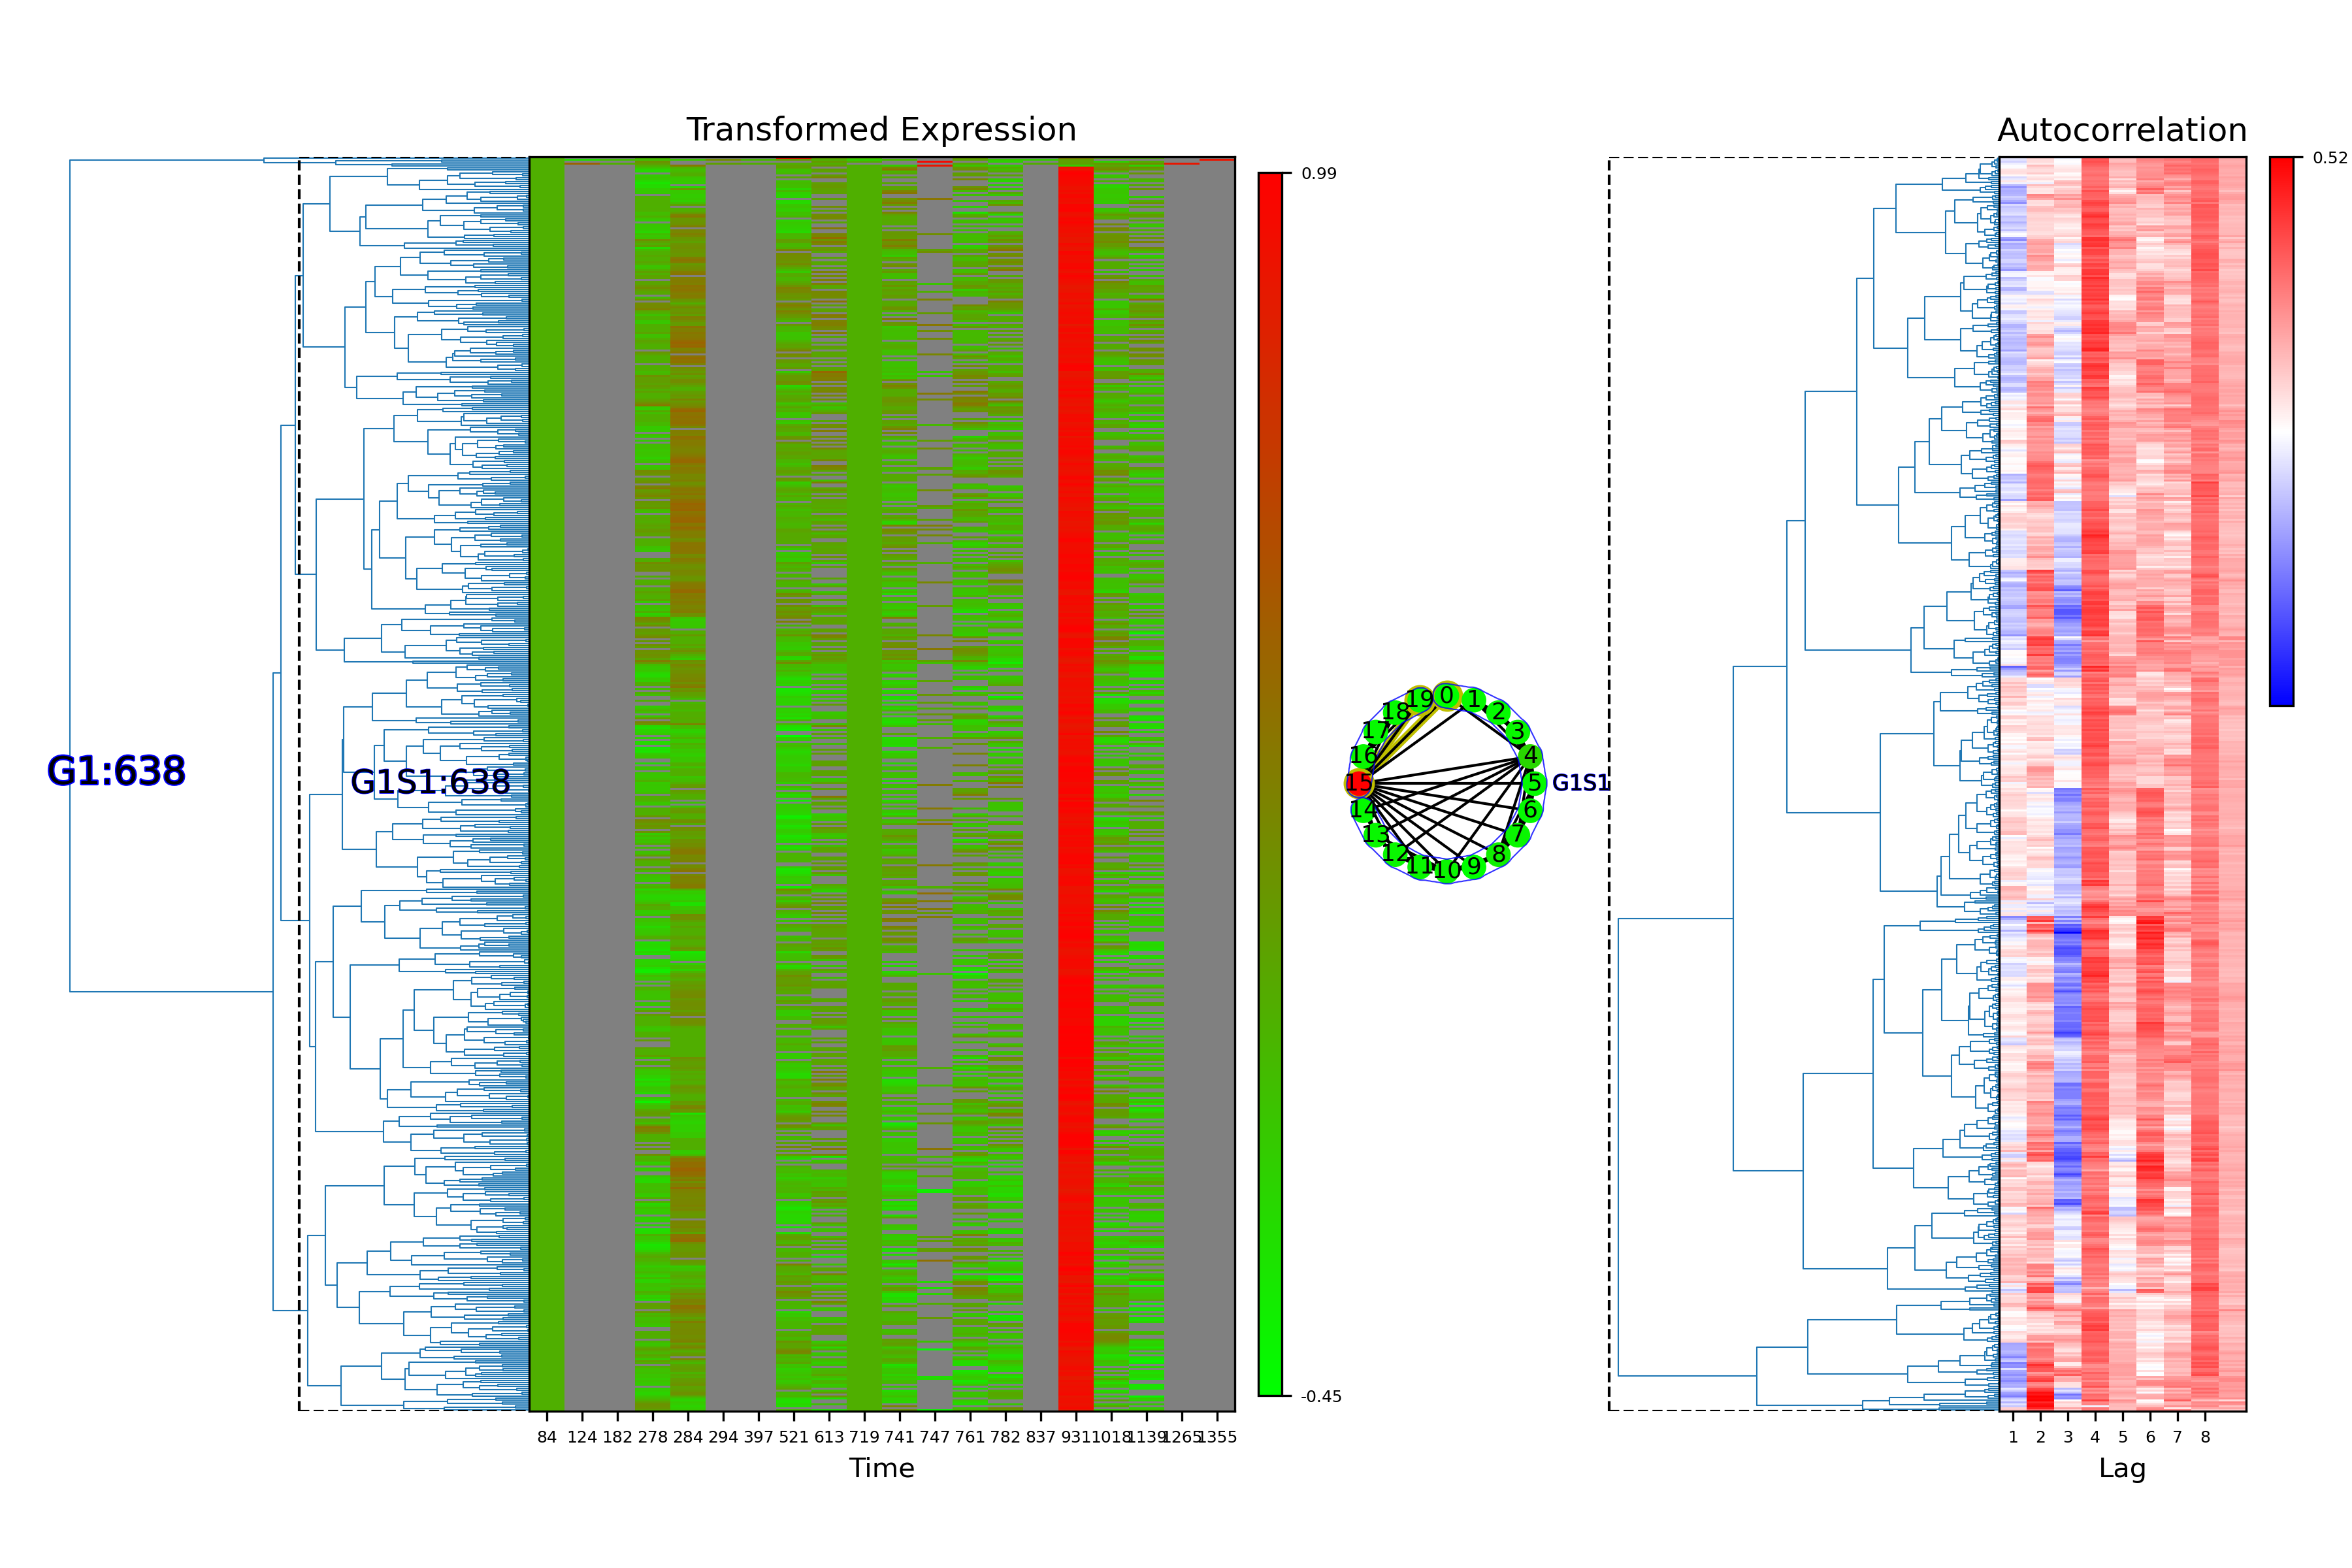 Transformed Expression
Autocorrelation
0.99
-0.45
0.52
G1:638
G1S1:638
G1S1
0
1
2
3
4
5
6
7
8
9
10
11
12
13
14
15
16
17
18
19
84 124 182 278 284 294 397 521 613 719 741 747 761 782 837 931 1018 1139 1265 1355
Time
1 2 3 4 5 6 7 8
Lag